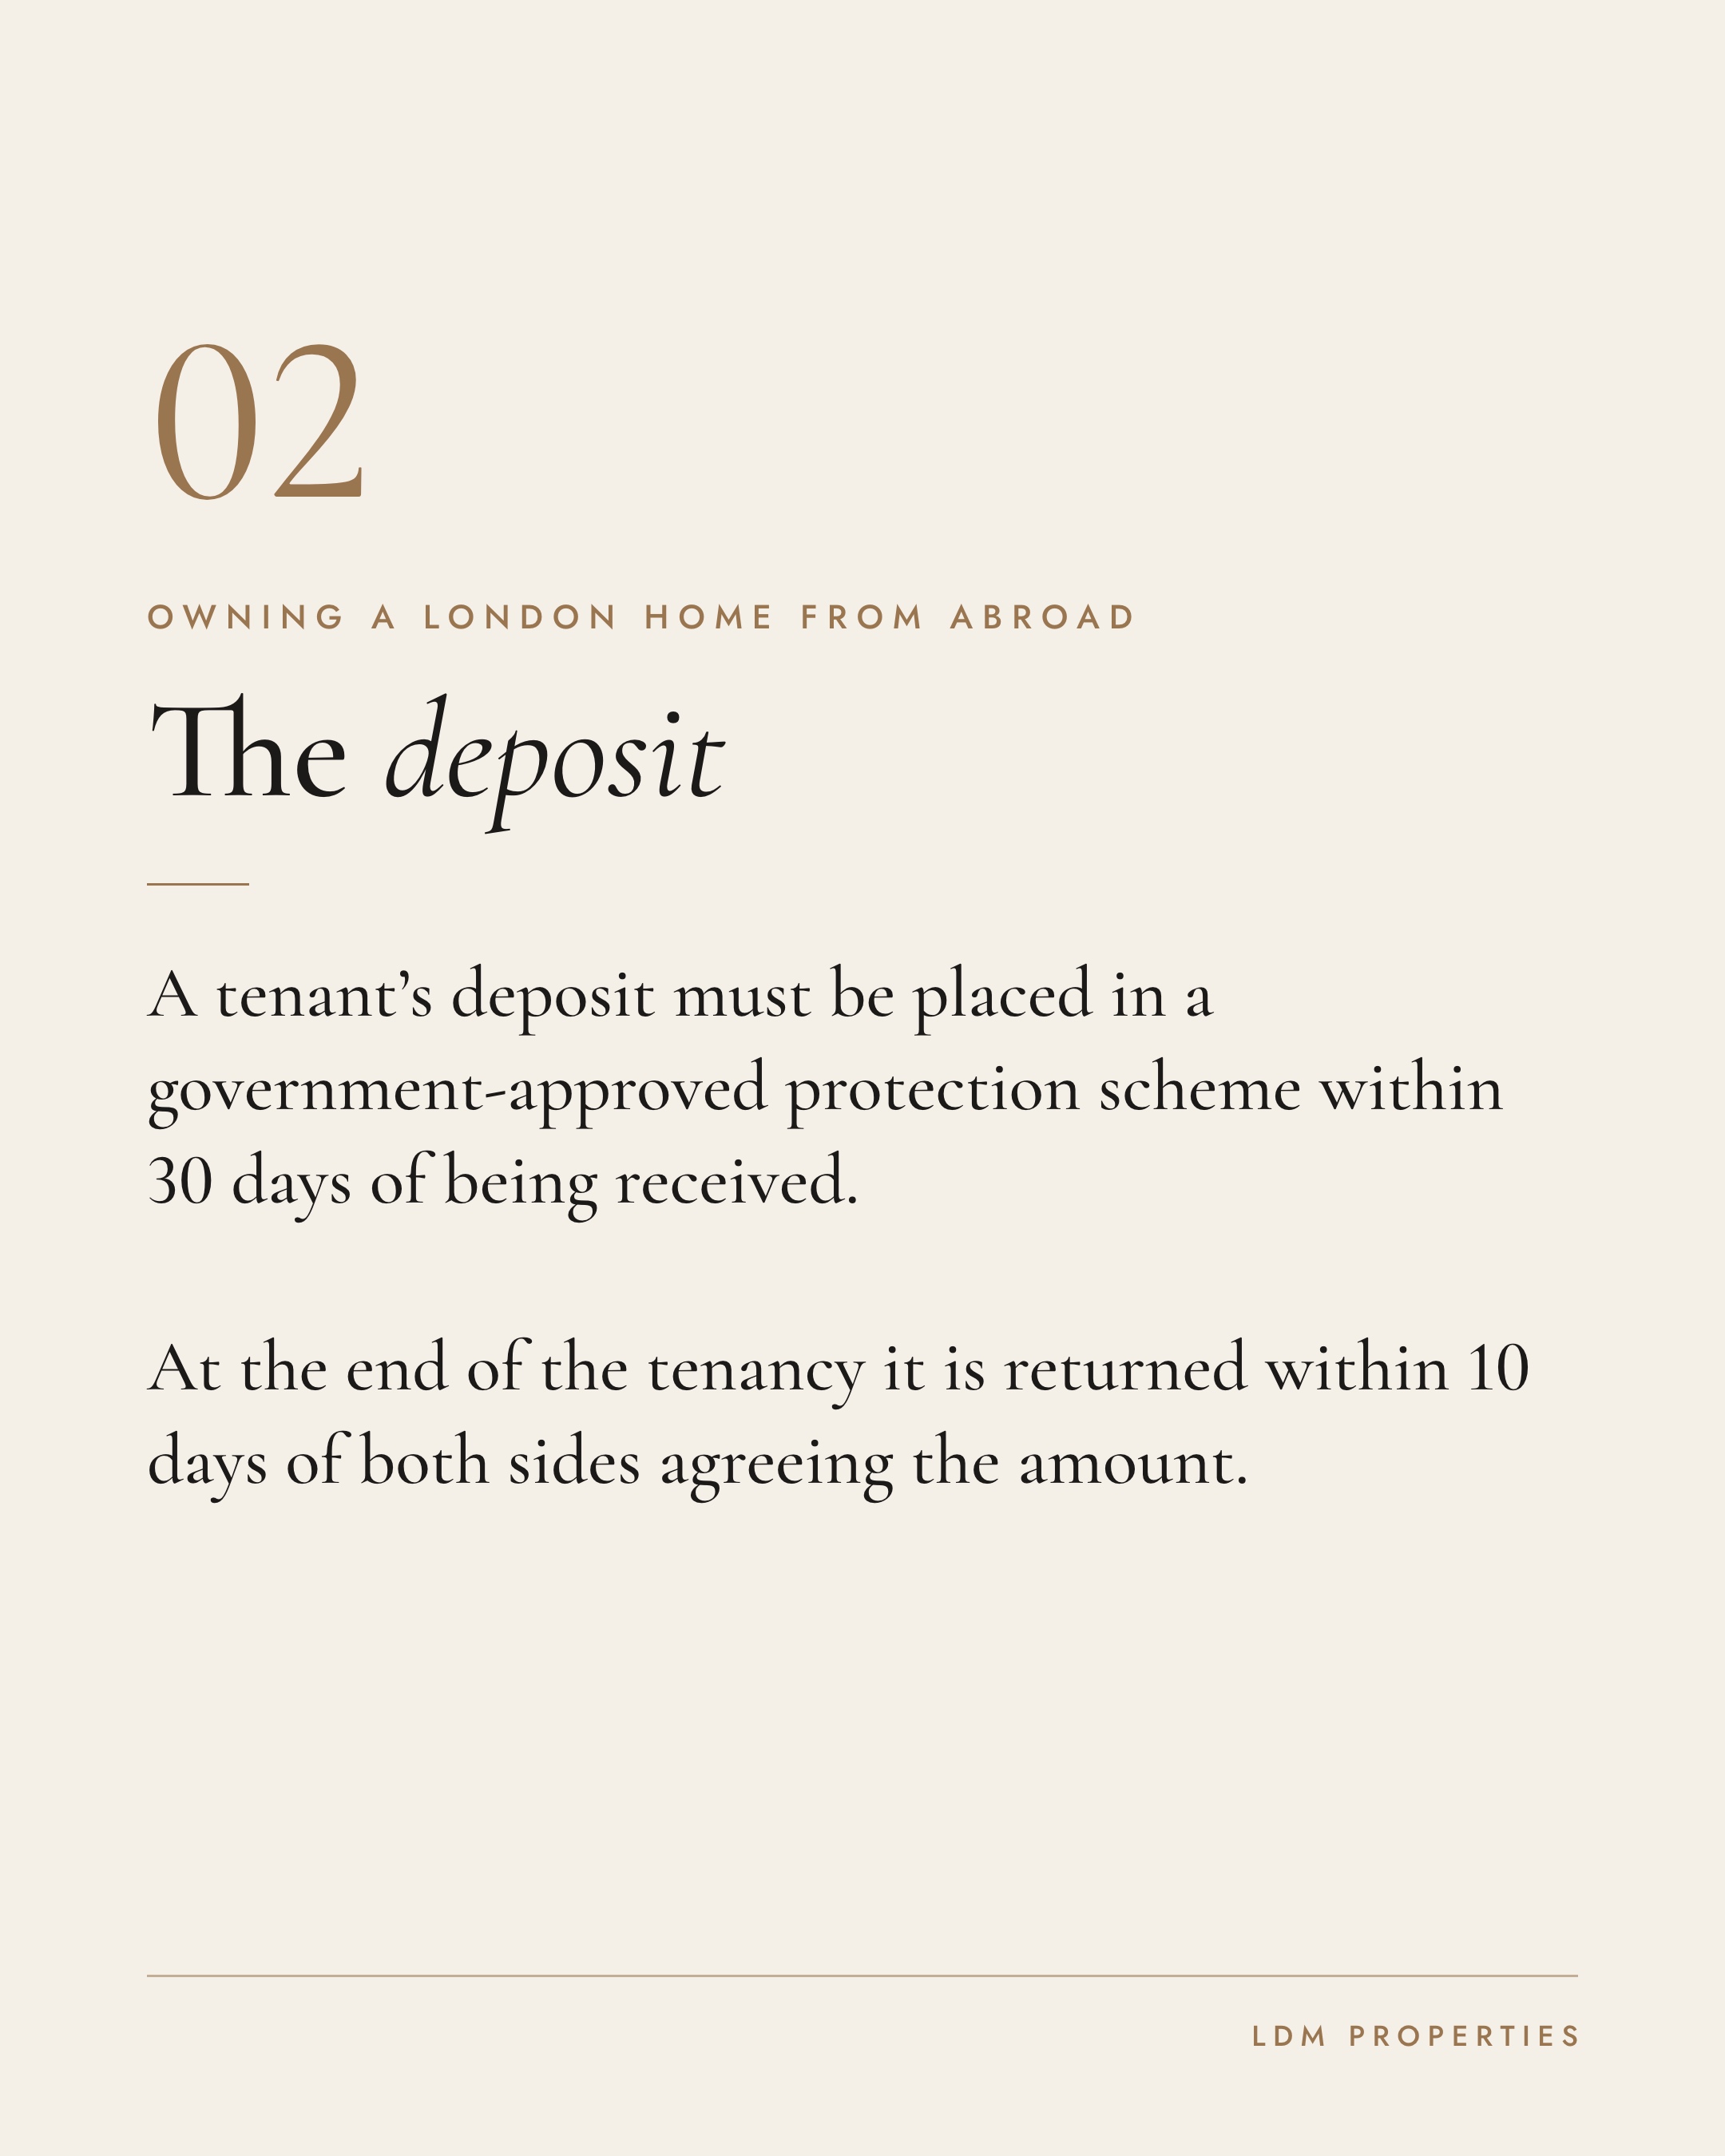 02
OWNING A LONDON HOME FROM ABROAD
The deposit
A tenant’s deposit must be placed in a
government-approved protection scheme within
30 days of being received.
At the end of the tenancy it is returned within 10
days of both sides agreeing the amount.
LDM PROPERTIES